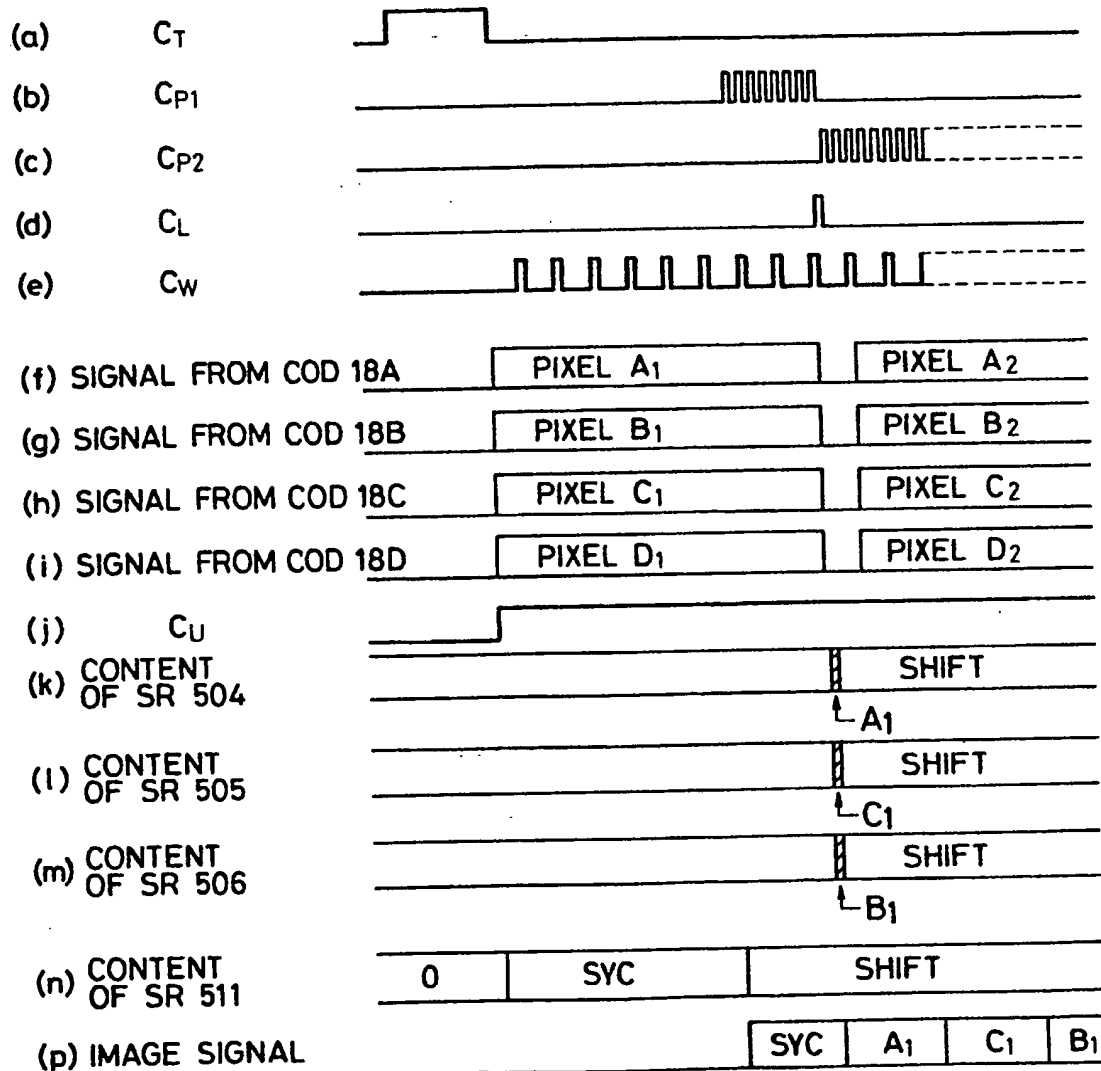 (a) CT
(b) CP1
(c) CP2
(d) CL
(e) CW
(f) SIGNAL FROM COD 18A PIXEL A1 PIXEL A2
(g) SIGNAL FROM COD 18B PIXEL B1 PIXEL B2
(h) SIGNAL FROM COD 18C PIXEL C1 PIXEL C2
(i) SIGNAL FROM COD 18D PIXEL D1 PIXEL D2
(j) CU
(k) CONTENT OF SR 504 SHIFT
A1
(l) CONTENT OF SR 505 SHIFT
C1
(m) CONTENT OF SR 506 SHIFT
B1
(n) CONTENT OF SR 511 0 SYC SHIFT
(p) IMAGE SIGNAL SYC A1 C1 B1